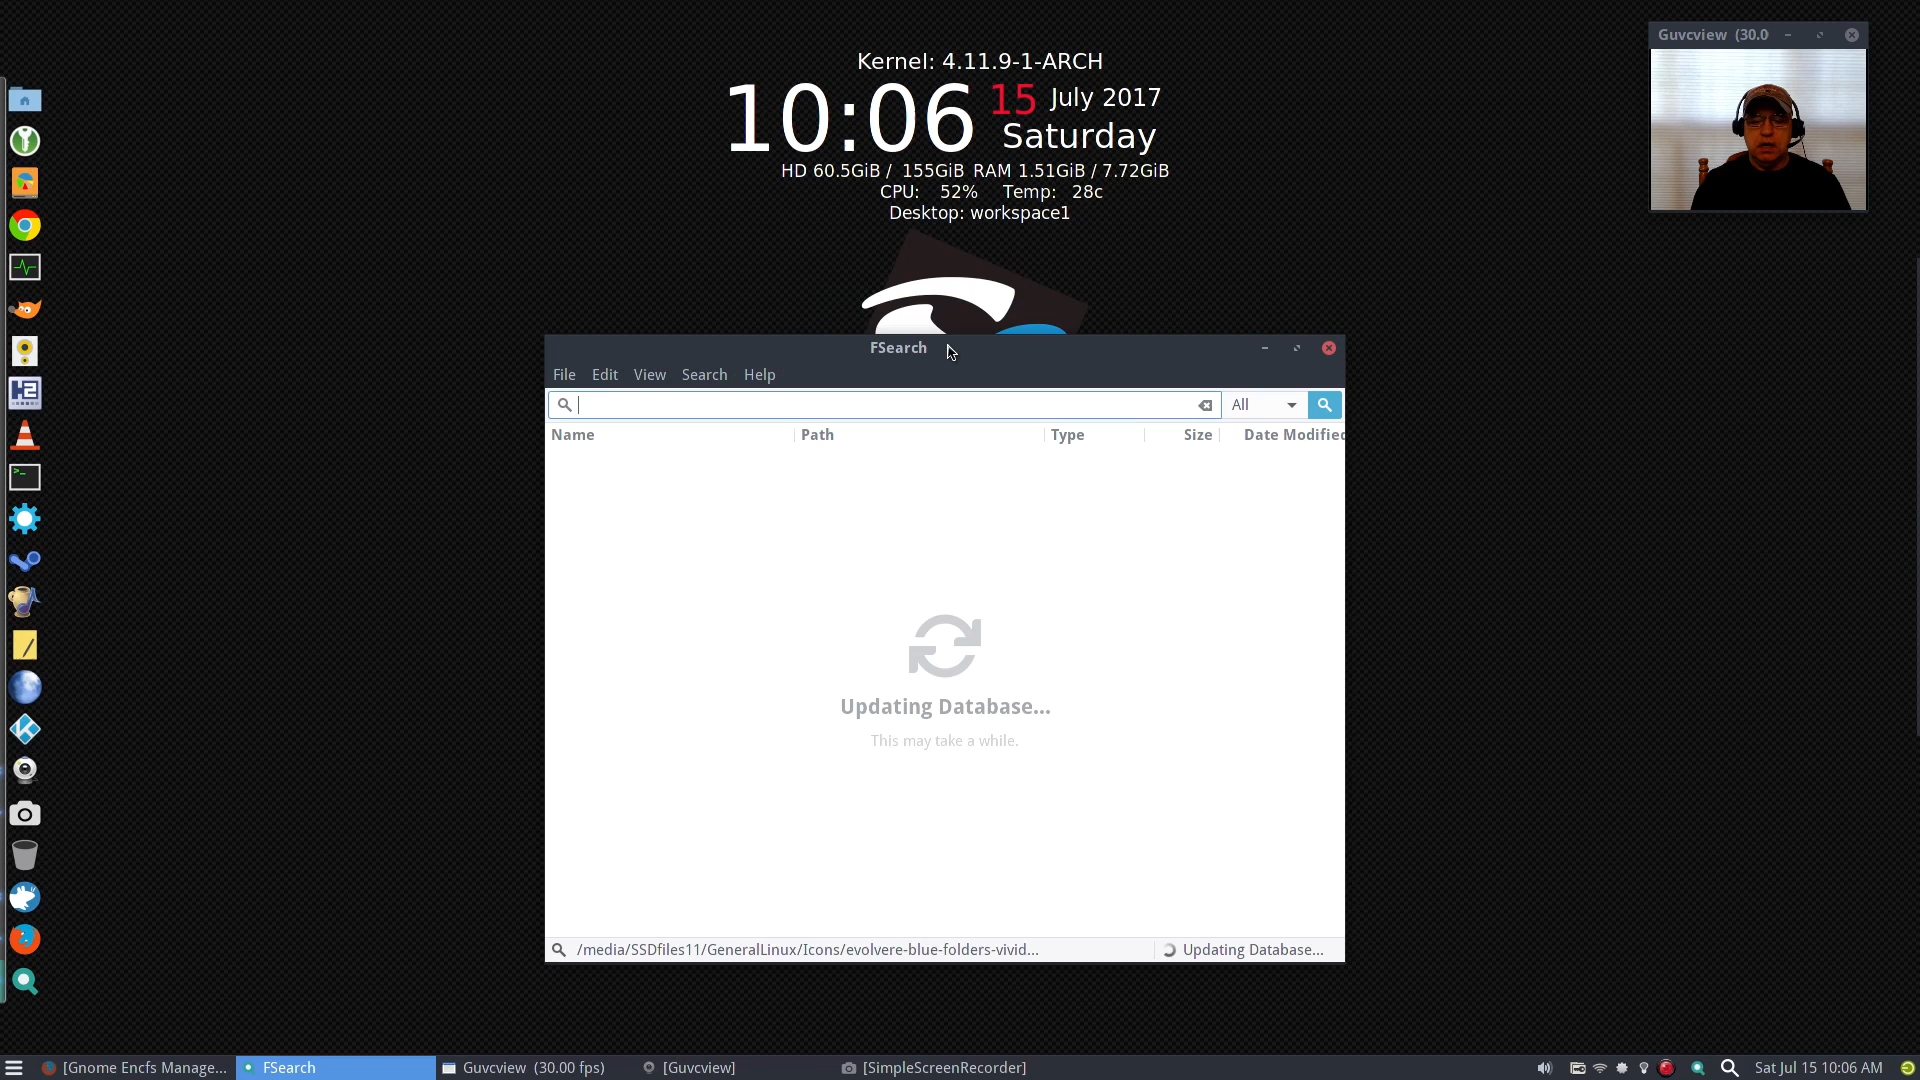 Kernel: 4.11.9-1-ARCH
10:06 15 July 2017
Saturday
HD 60.5GiB / 155GiB RAM 1.51GiB / 7.72GiB
CPU: 52% Temp: 28c
Desktop: workspace1
Guvcview (30.0
FSearch
File Edit View Search Help
All
Name Path Type Size Date Modified
Updating Database...
This may take a while.
/media/SSDfiles11/GeneralLinux/Icons/evolvere-blue-folders-vivid... Updating Database...
[Gnome Encfs Manage... FSearch Guvcview (30.00 fps) [Guvcview] [SimpleScreenRecorder] Sat Jul 15 10:06 AM